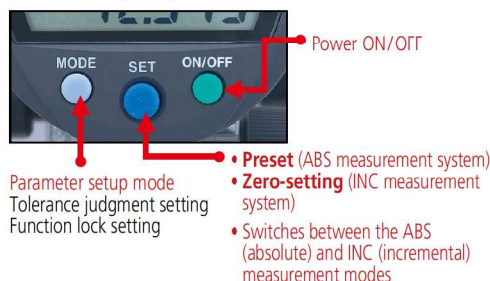 MODE
SET
ON/OFF
Power ON/OFF
• Preset (ABS measurement system)
• Zero-setting (INC measurement
system)
• Switches between the ABS
(absolute) and INC (incremental)
measurement modes
Parameter setup mode
Tolerance judgment setting
Function lock setting